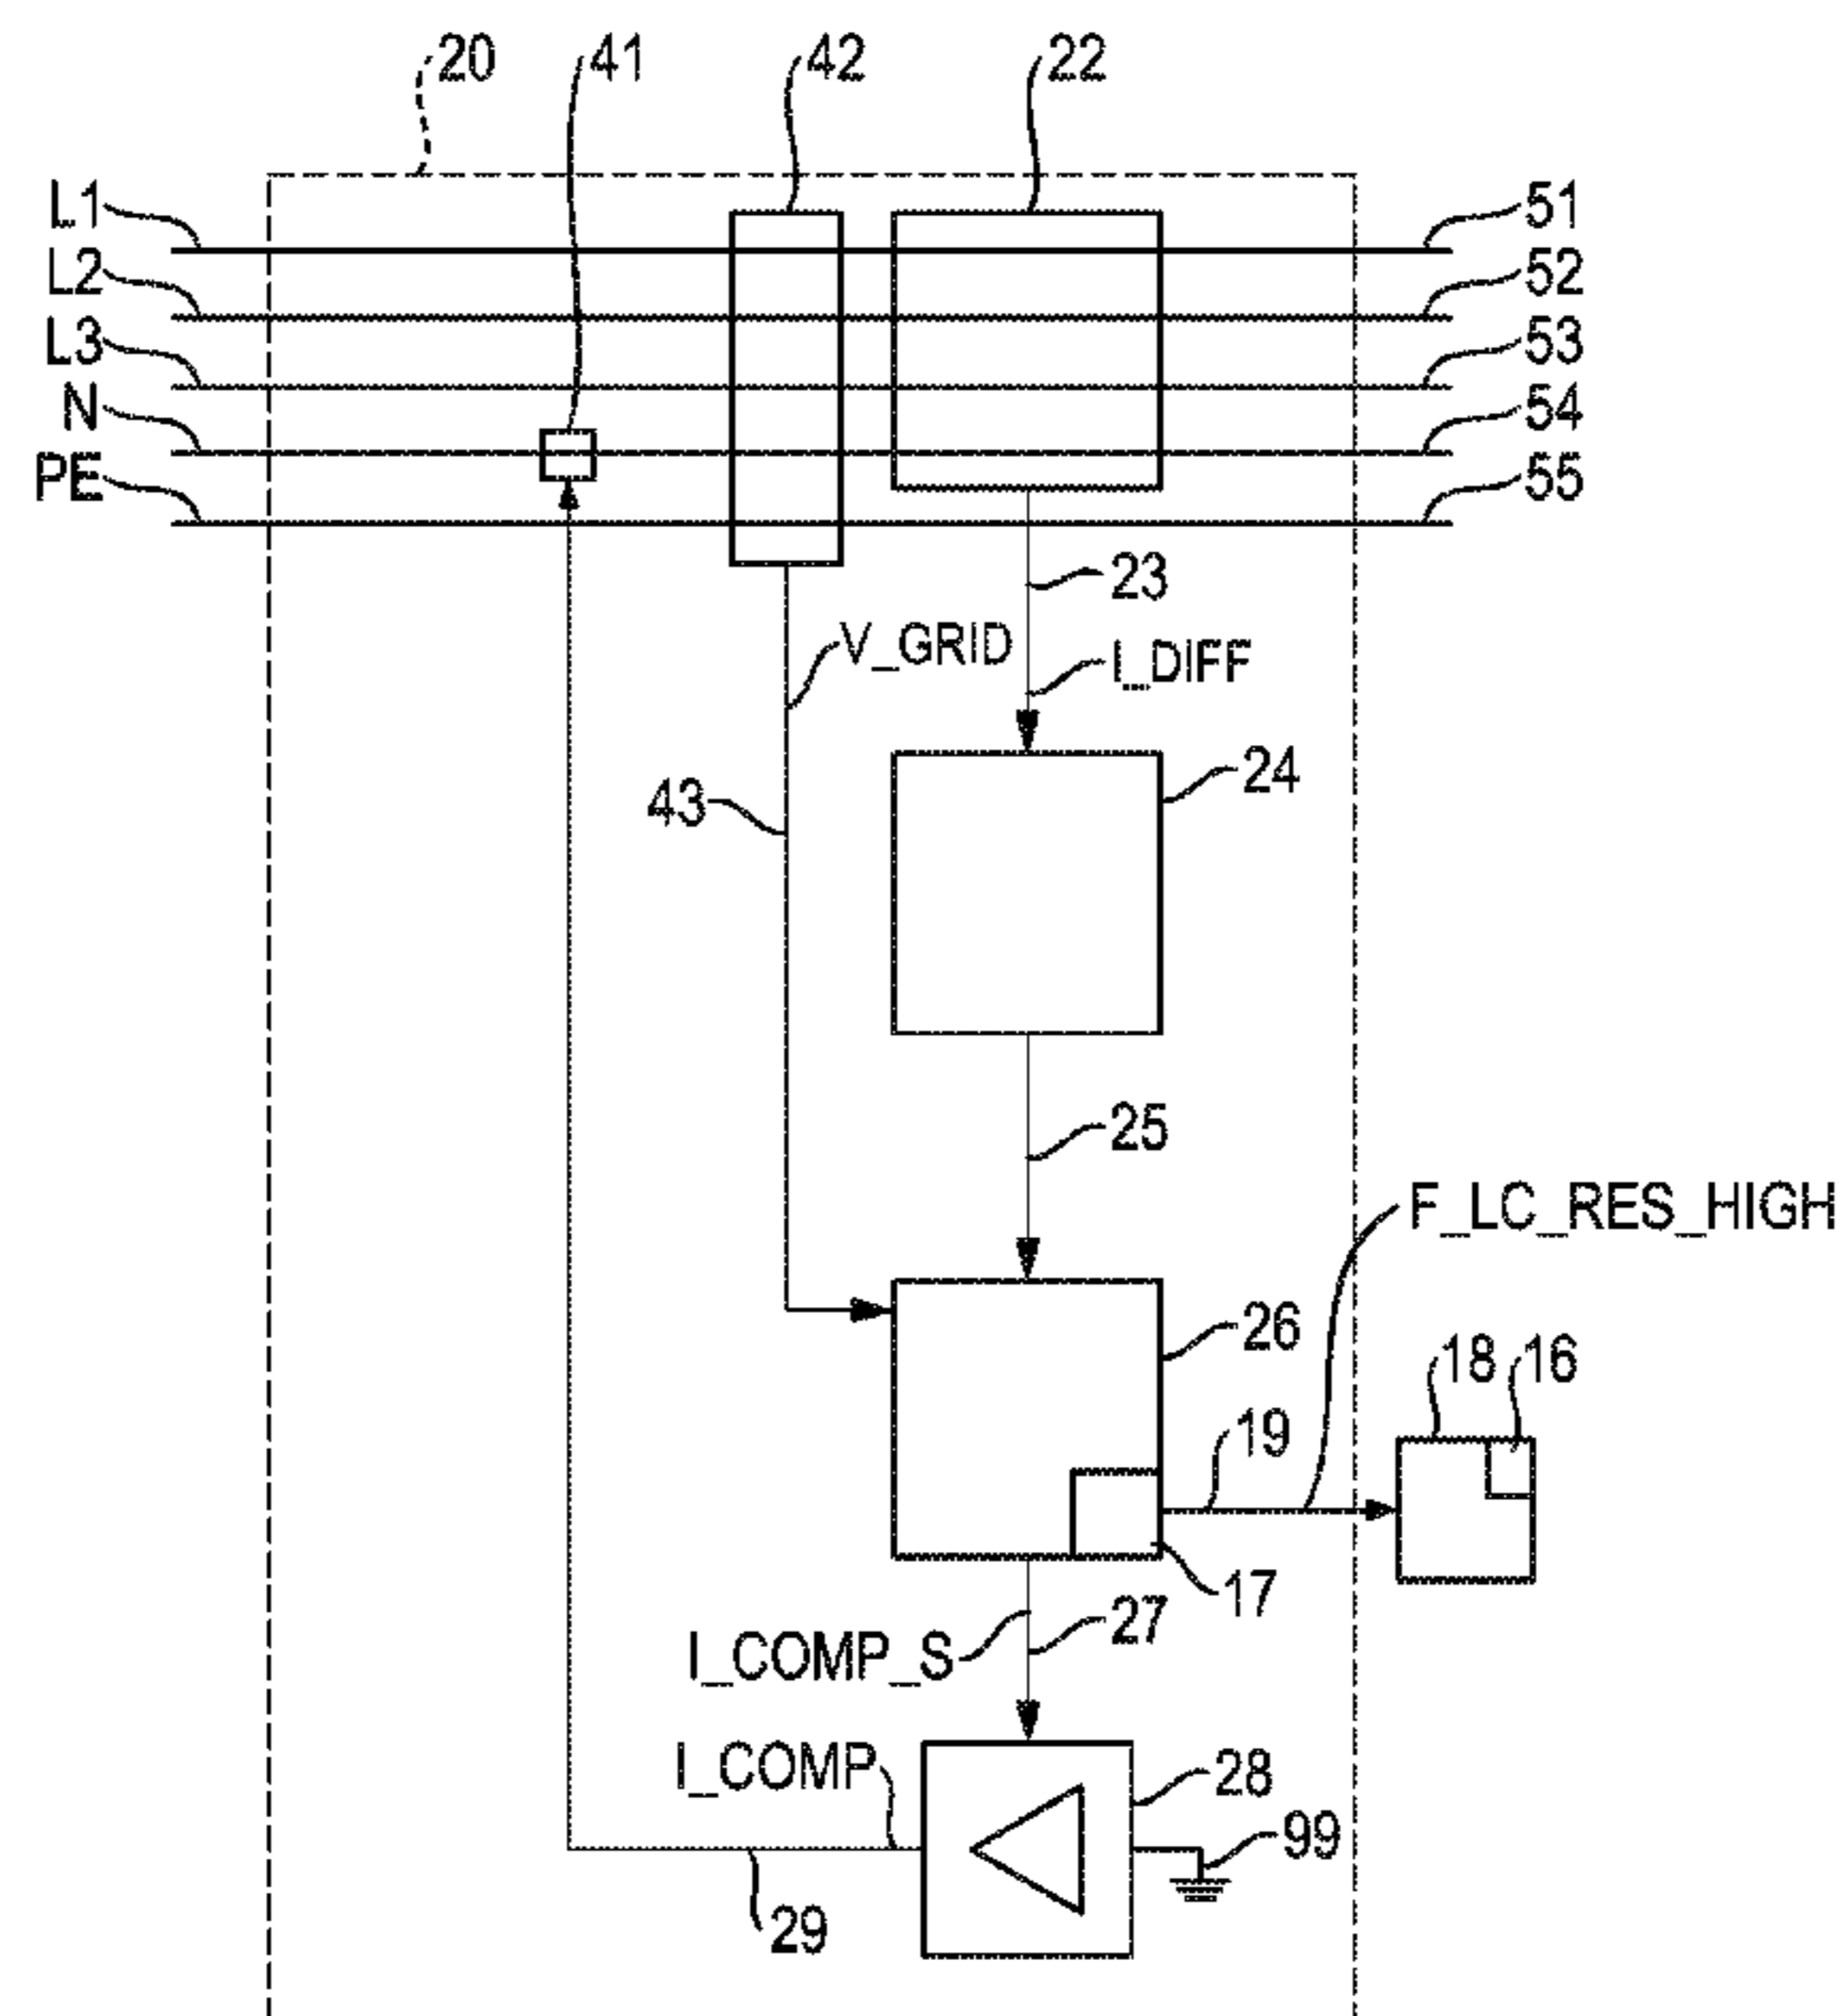 20 41 42 22
L1 51
L2 52
L3 53
N 54
PE 55
23
V_GRID I_DIFF
24
43
25
F_LC_RES_HIGH
26
18 16
19
17
27
I_COMP_S
I_COMP 28
99
29